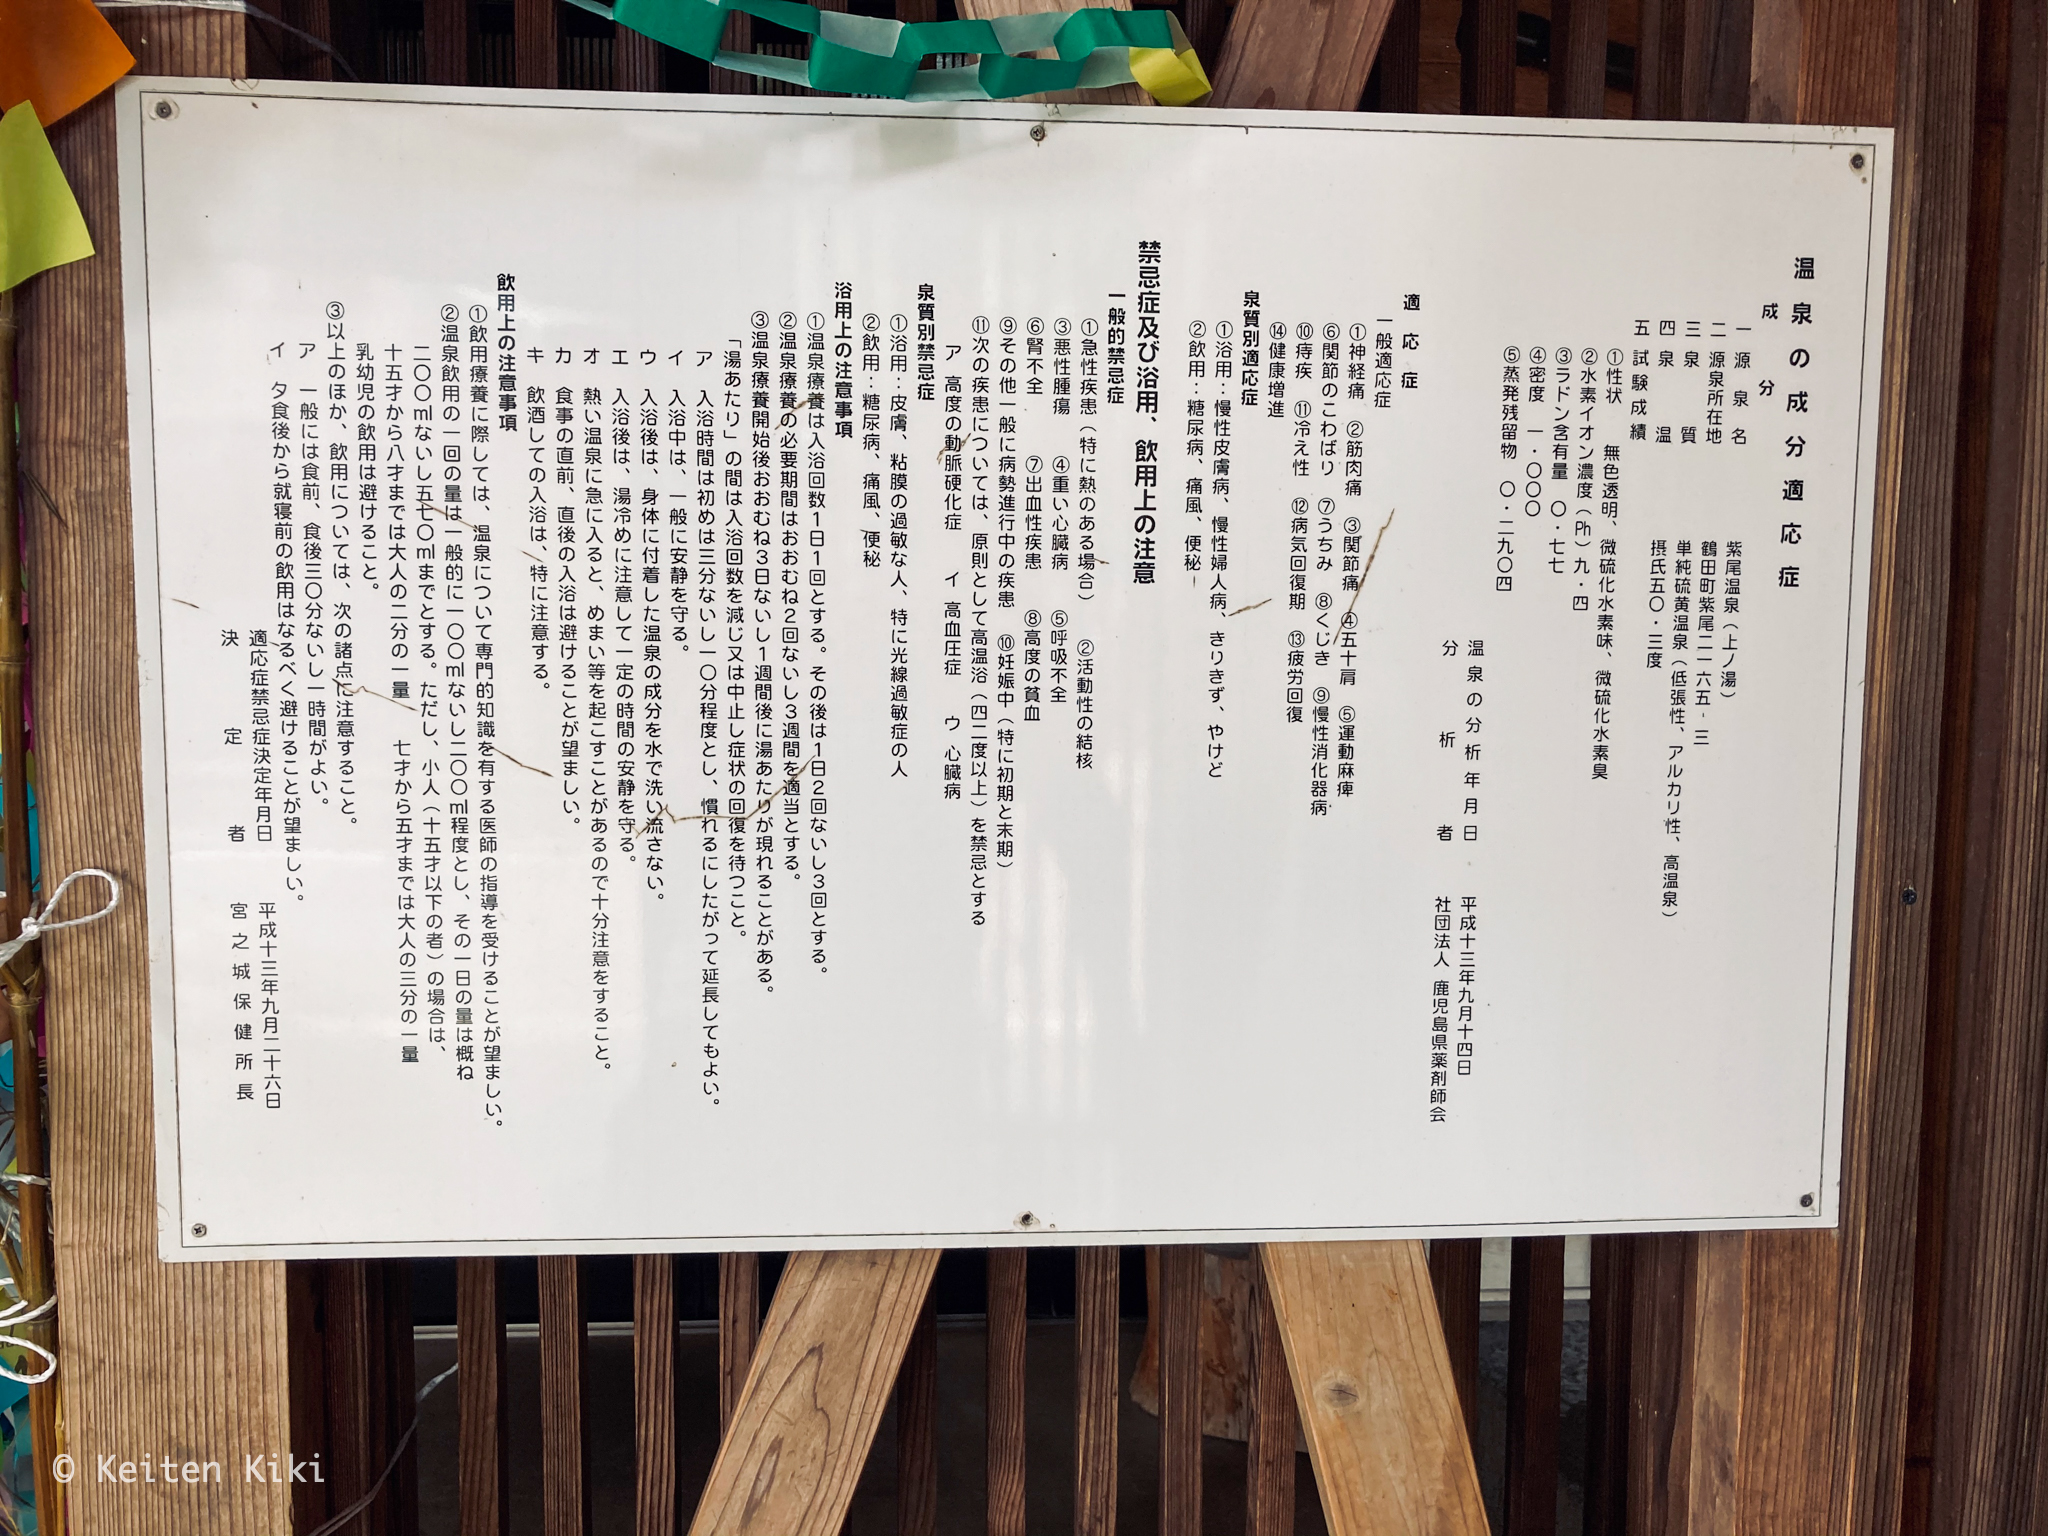 温泉の成分適応症
成分
一 源泉名 紫尾温泉（上ノ湯）
二 源泉所在地 鶴田町紫尾二一六五‐三
三 泉質 単純硫黄温泉（低張性、アルカリ性、高温泉）
四 泉温 摂氏五〇・三度
五 試験成績
①性状 無色透明、微硫化水素味、微硫化水素臭
②水素イオン濃度（Ph）九・四
③ラドン含有量 〇・七七
④密度 一・〇〇〇
⑤蒸発残留物 〇・二九〇四
温泉の分析年月日 平成十三年九月十四日
分析者 社団法人 鹿児島県薬剤師会
適応症
一般適応症
①神経痛 ②筋肉痛 ③関節痛 ④五十肩 ⑤運動麻痺
⑥関節のこわばり ⑦うちみ ⑧くじき ⑨慢性消化器病
⑩痔疾 ⑪冷え性 ⑫病気回復期 ⑬疲労回復
⑭健康増進
泉質別適応症
①浴用：慢性皮膚病、慢性婦人病、きりきず、やけど
②飲用：糖尿病、痛風、便秘
禁忌症及び浴用、飲用上の注意
一般的禁忌症
①急性疾患（特に熱のある場合） ②活動性の結核
③悪性腫瘍 ④重い心臓病 ⑤呼吸不全
⑥腎不全 ⑦出血性疾患 ⑧高度の貧血
⑨その他一般に病勢進行中の疾患 ⑩妊娠中（特に初期と末期）
⑪次の疾患については、原則として高温浴（四二度以上）を禁忌とする
ア 高度の動脈硬化症 イ 高血圧症 ウ 心臓病
泉質別禁忌症
①浴用：皮膚、粘膜の過敏な人、特に光線過敏症の人
②飲用：糖尿病、痛風、便秘
浴用上の注意事項
①温泉療養は入浴回数１日１回とする。その後は１日２回ないし３回とする。
②温泉療養の必要期間はおおむね２回ないし３週間を適当とする。
③温泉療養開始後おおむね３日ないし１週間後に湯あたりが現れることがある。
「湯あたり」の間は入浴回数を減じ又は中止し症状の回復を待つこと。
ア 入浴時間は初めは三分ないし一〇分程度とし、慣れるにしたがって延長してもよい。
イ 入浴中は、一般に安静を守る。
ウ 入浴後は、身体に付着した温泉の成分を水で洗い流さない。
エ 入浴後は、湯冷めに注意して一定の時間の安静を守る。
オ 熱い温泉に急に入ると、めまい等を起こすことがあるので十分注意をすること。
カ 食事の直前、直後の入浴は避けることが望ましい。
キ 飲酒しての入浴は、特に注意する。
飲用上の注意事項
①飲用療養に際しては、温泉について専門的知識を有する医師の指導を受けることが望ましい。
②温泉飲用の一回の量は一般的に一〇〇mlないし二〇〇ml程度とし、その一日の量は概ね
二〇〇mlないし五七〇mlまでとする。ただし、小人（十五才以下の者）の場合は、
十五才から八才までは大人の二分の一量 七才から五才までは大人の三分の一量
乳幼児の飲用は避けること。
③以上のほか、飲用については、次の諸点に注意すること。
ア 一般には食前、食後三〇分ないし一時間がよい。
イ 夕食後から就寝前の飲用はなるべく避けることが望ましい。
適応症禁忌症決定年月日 平成十三年九月二十六日
決定者 宮之城保健所長
© Keiten Kiki